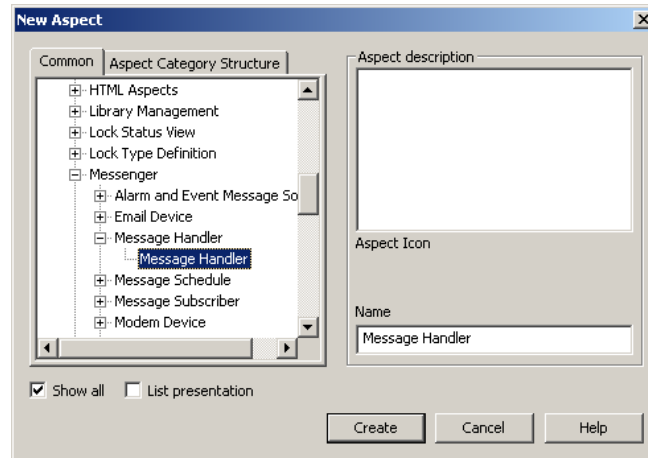 New Aspect
Common
Aspect Category Structure
HTML Aspects
Library Management
Lock Status View
Lock Type Definition
Messenger
Alarm and Event Message So
Email Device
Message Handler
Message Handler
Message Schedule
Message Subscriber
Modem Device
Show all
List presentation
Aspect description
Aspect Icon
Name
Message Handler
Create
Cancel
Help